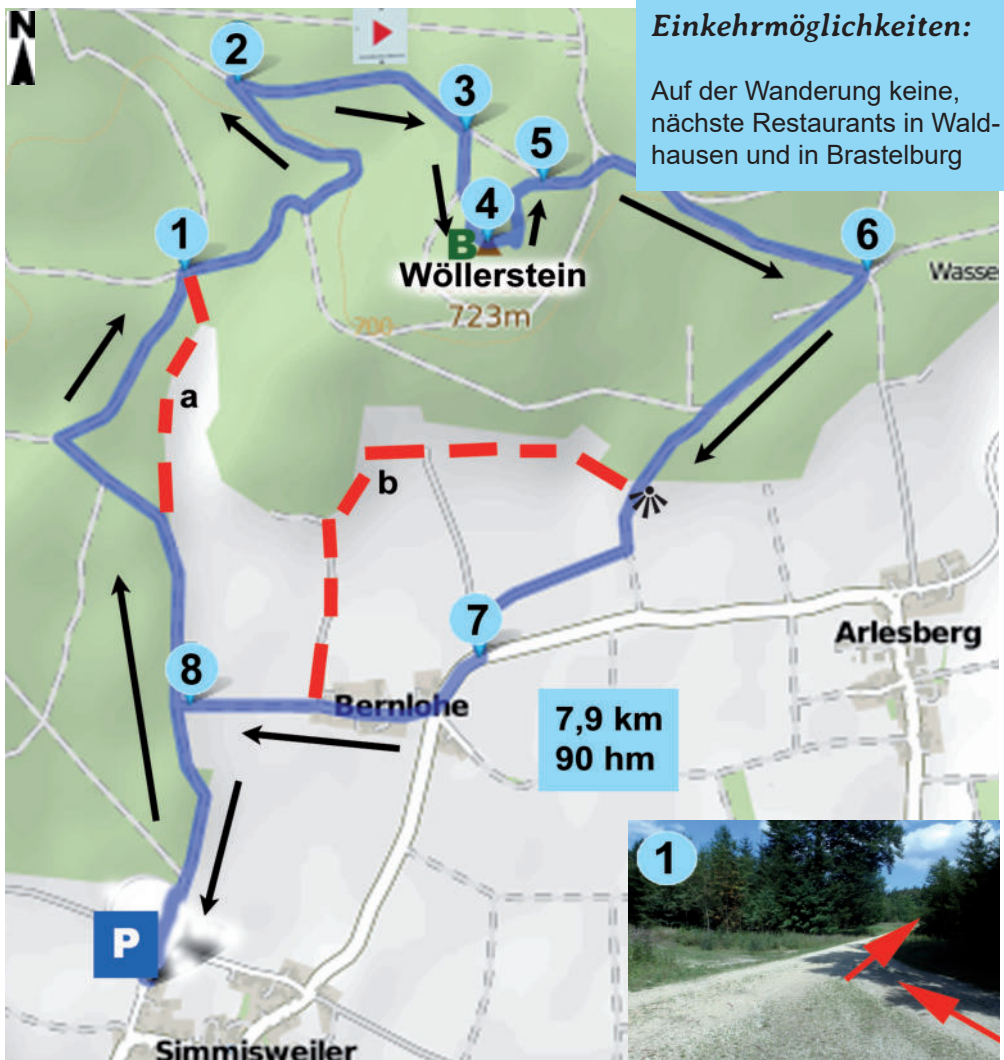 N
Einkehrmöglichkeiten:
Auf der Wanderung keine,
nächste Restaurants in Wald-
hausen und in Brastelburg
2
3
5
4
1
6
B
Wöllerstein
723m
Wasser
700
a
b
7
Arlesberg
8
Bernlohe
7,9 km
90 hm
1
P
Simmisweiler